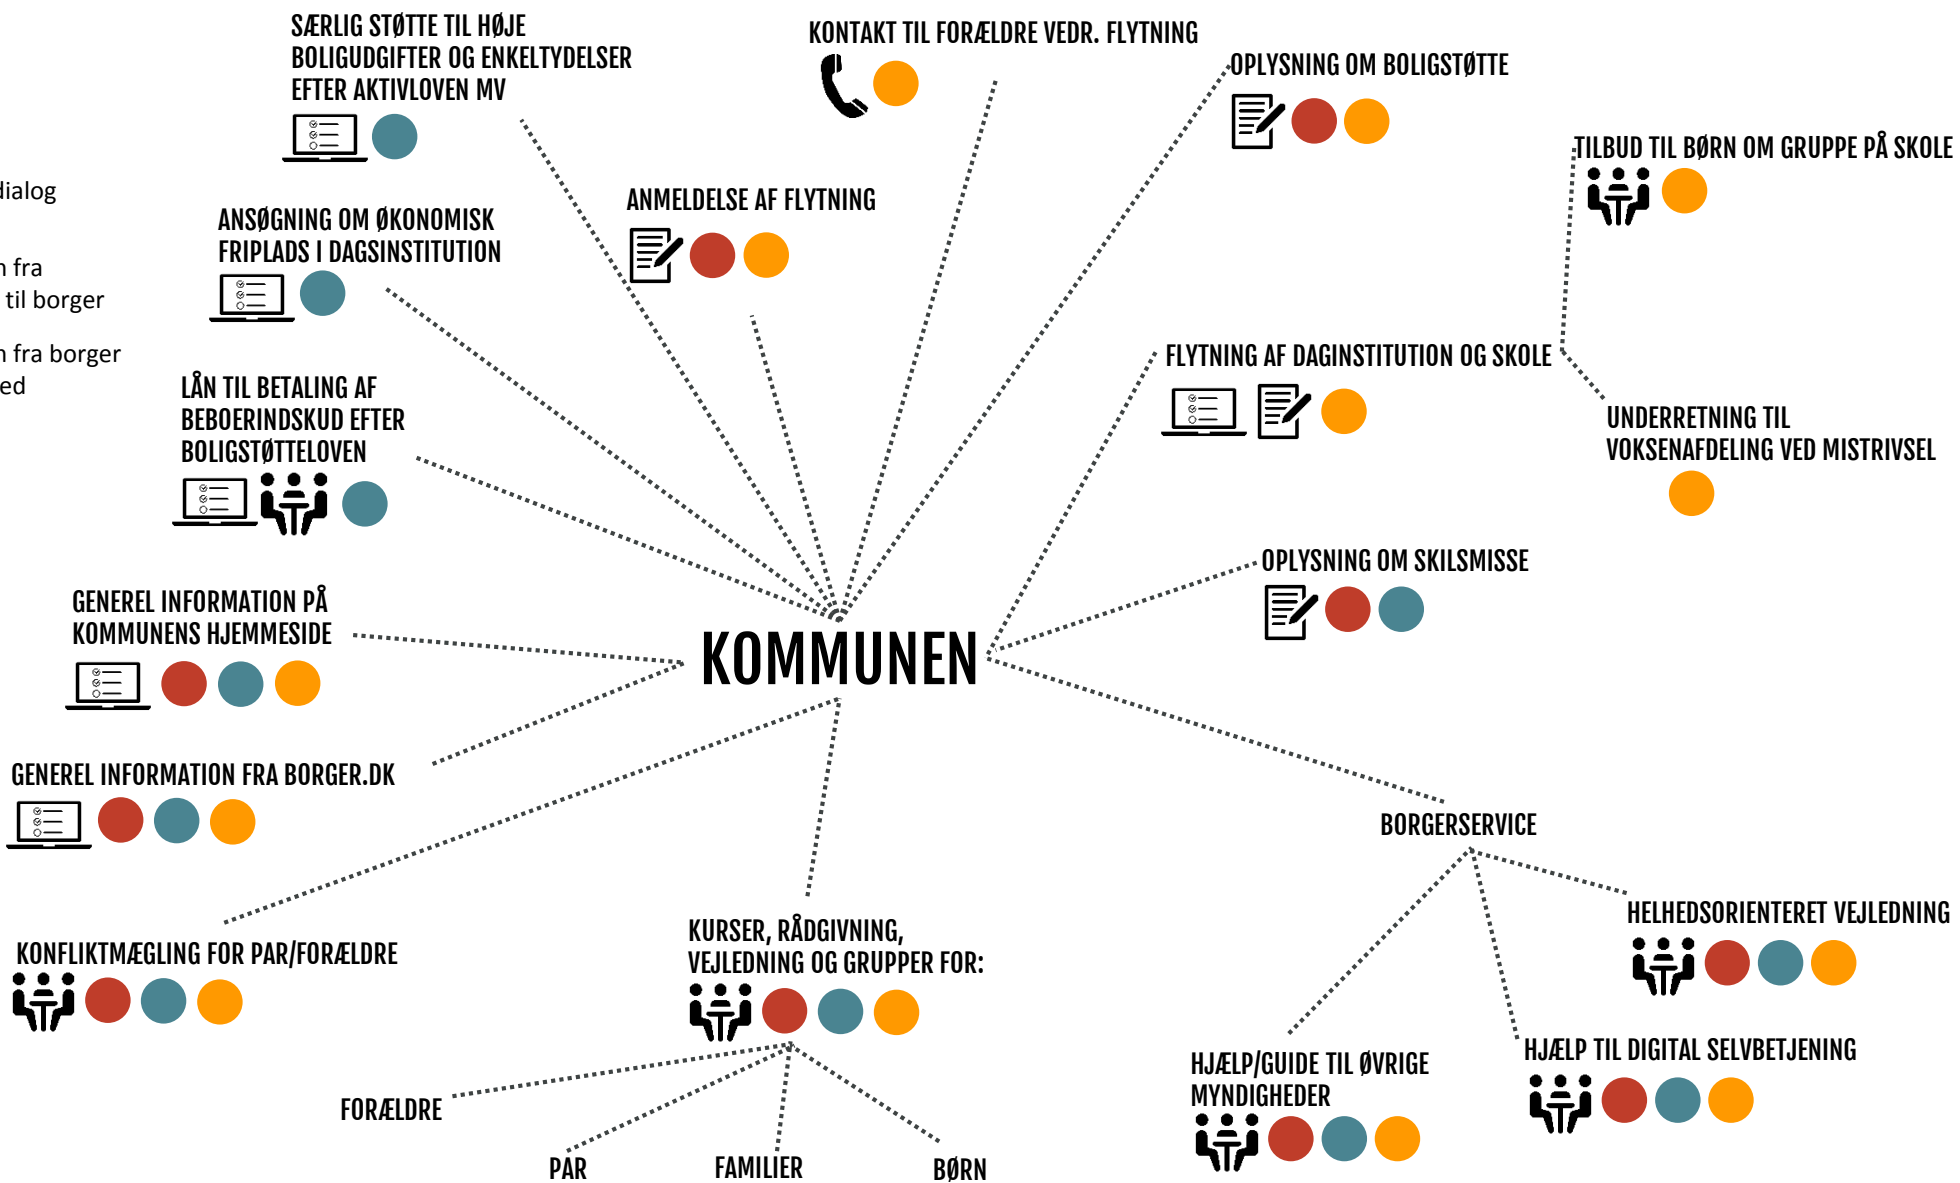 SÆRLIG STØTTE TIL HØJE
BOLIGUDGIFTER OG ENKELTYDELSER
EFTER AKTIVLOVEN MV
KONTAKT TIL FORÆLDRE VEDR. FLYTNING
OPLYSNING OM BOLIGSTØTTE
TILBUD TIL BØRN OM GRUPPE PÅ SKOLE
dialog
fra
til borger
fra borger
ed
ANSØGNING OM ØKONOMISK
FRIPLADS I DAGSINSTITUTION
ANMELDELSE AF FLYTNING
FLYTNING AF DAGINSTITUTION OG SKOLE
LÅN TIL BETALING AF
BEBOERINDSKUD EFTER
BOLIGSTØTTELOVEN
UNDERRETNING TIL
VOKSENAFDELING VED MISTRIVSEL
OPLYSNING OM SKILSMISSE
GENEREL INFORMATION PÅ
KOMMUNENS HJEMMESIDE
KOMMUNEN
GENEREL INFORMATION FRA BORGER.DK
BORGERSERVICE
KONFLIKTMÆGLING FOR PAR/FORÆLDRE
KURSER, RÅDGIVNING,
VEJLEDNING OG GRUPPER FOR:
HELHEDSORIENTERET VEJLEDNING
HJÆLP/GUIDE TIL ØVRIGE
MYNDIGHEDER
HJÆLP TIL DIGITAL SELVBETJENING
FORÆLDRE
PAR
FAMILIER
BØRN